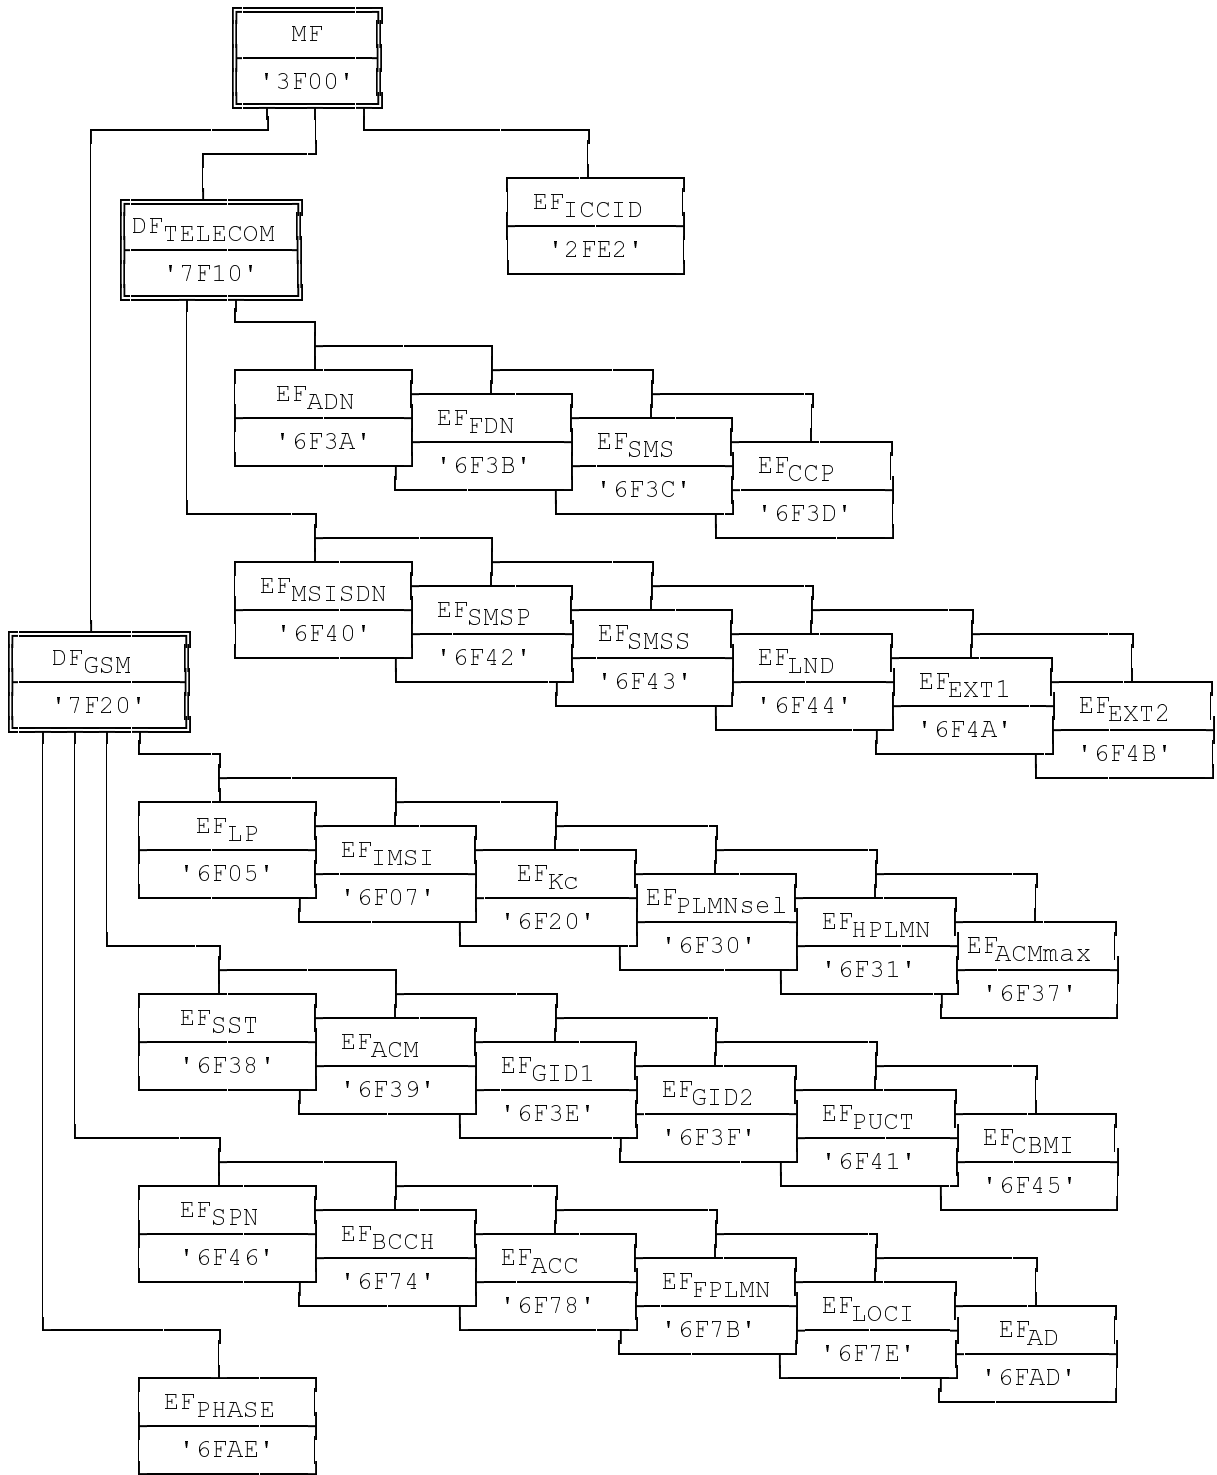 MF
'3F00'
EFICCID
'2FE2'
DFTELECOM
'7F10'
EFADN
'6F3A'
EFFDN
'6F3B'
EFSMS
'6F3C'
EFCCP
'6F3D'
EFMSISDN
'6F40'
EFSMSP
'6F42'
EFSMSS
'6F43'
EFLND
'6F44'
EFEXT1
'6F4A'
EFEXT2
'6F4B'
DFGSM
'7F20'
EFLP
'6F05'
EFIMSI
'6F07'
EFKc
'6F20'
EFPLMNsel
'6F30'
EFHPLMN
'6F31'
EFACMmax
'6F37'
EFSST
'6F38'
EFACM
'6F39'
EFGID1
'6F3E'
EFGID2
'6F3F'
EFPUCT
'6F41'
EFCBMI
'6F45'
EFSPN
'6F46'
EFBCCH
'6F74'
EFACC
'6F78'
EFFPLMN
'6F7B'
EFLOCI
'6F7E'
EFAD
'6FAD'
EFPHASE
'6FAE'